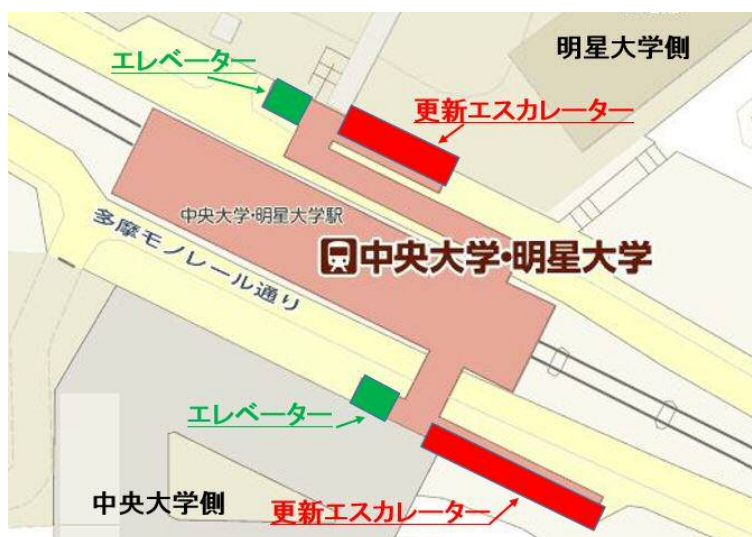 明星大学側
エレベーター
更新エスカレーター
中央大学・明星大学駅
中央大学・明星大学
多摩モノレール通り
エレベーター
中央大学側
更新エスカレーター